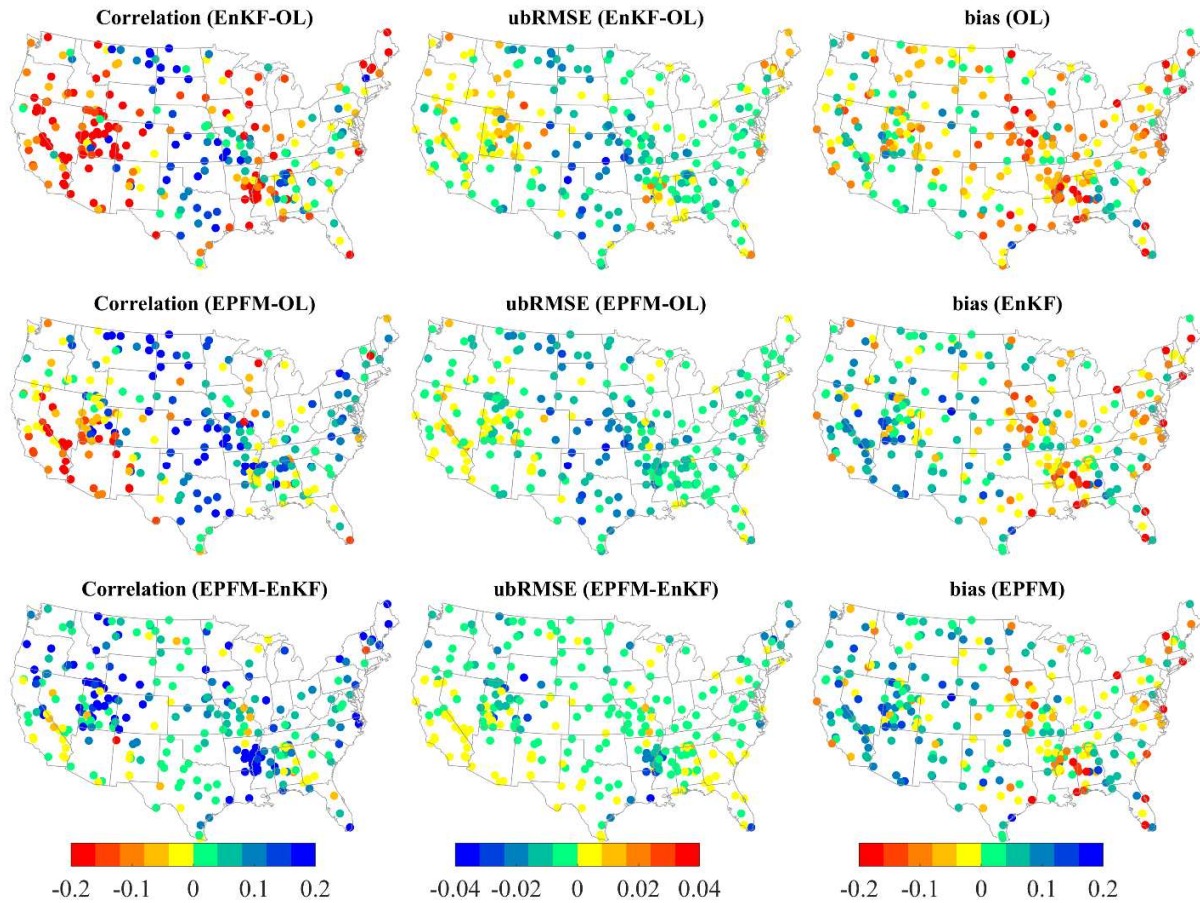 Correlation (EnKF-OL) ubRMSE (EnKF-OL) bias (OL)
Correlation (EPFM-OL) ubRMSE (EPFM-OL) bias (EnKF)
Correlation (EPFM-EnKF) ubRMSE (EPFM-EnKF) bias (EPFM)
-0.2 -0.1 0 0.1 0.2 -0.04 -0.02 0 0.02 0.04 -0.2 -0.1 0 0.1 0.2